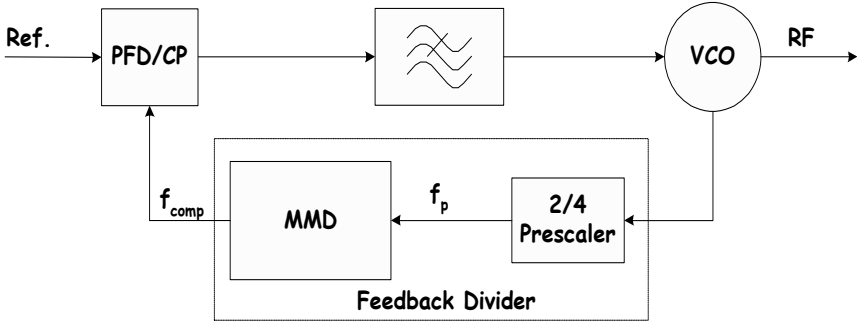 Ref.
PFD/CP
VCO
RF
f_comp
MMD
f_p
2/4
Prescaler
Feedback Divider